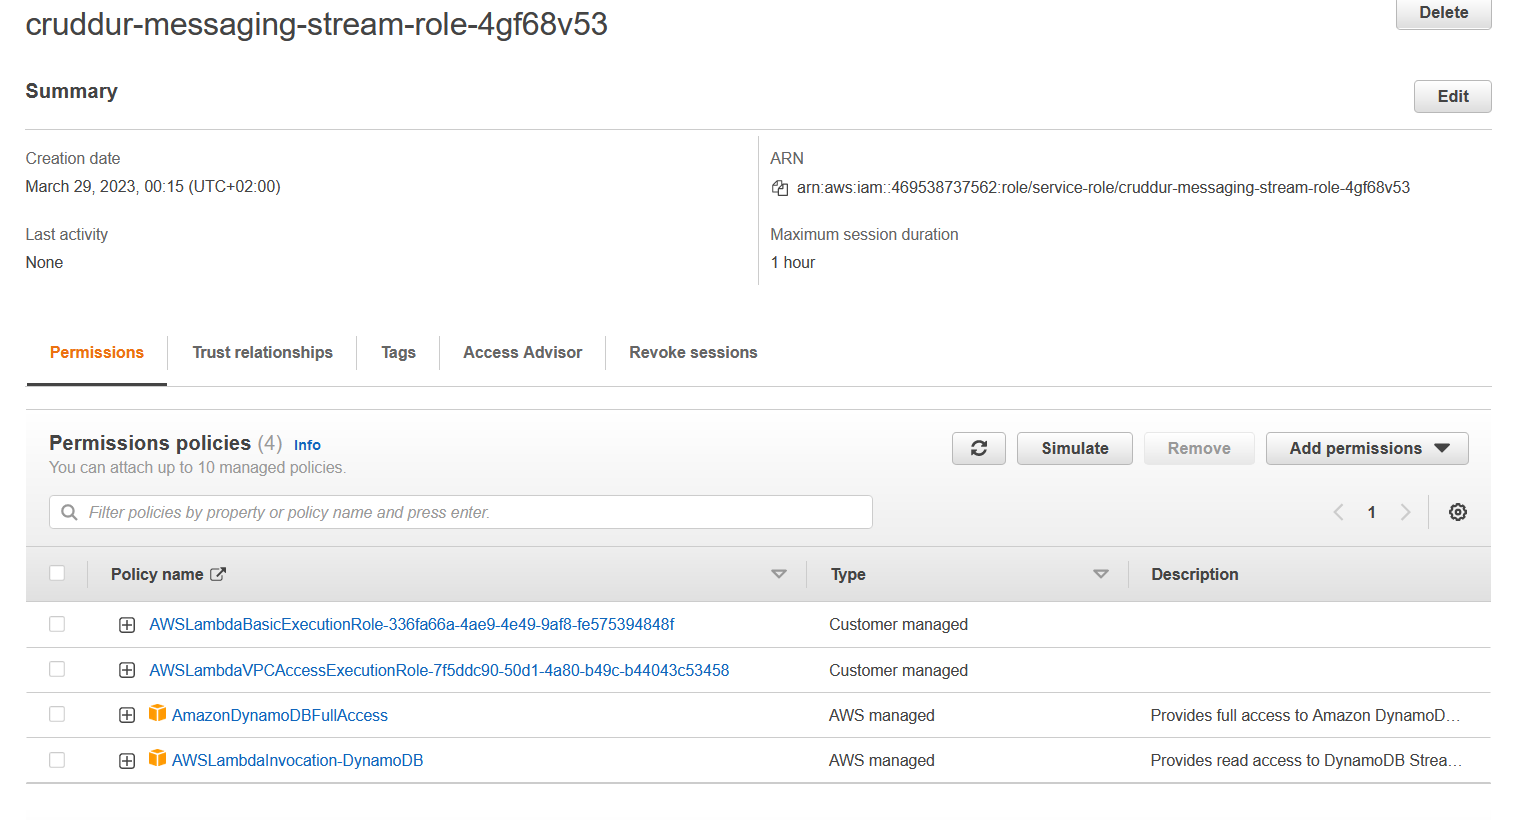 cruddur-messaging-stream-role-4gf68v53
Delete
Summary
Edit
Creation date
March 29, 2023, 00:15 (UTC+02:00)
ARN
arn:aws:iam::469538737562:role/service-role/cruddur-messaging-stream-role-4gf68v53
Last activity
None
Maximum session duration
1 hour
Permissions
Trust relationships
Tags
Access Advisor
Revoke sessions
Permissions policies (4) Info
You can attach up to 10 managed policies.
Simulate
Remove
Add permissions
Filter policies by property or policy name and press enter.
1
Policy name
Type
Description
AWSLambdaBasicExecutionRole-336fa66a-4ae9-4e49-9af8-fe575394848f
Customer managed
AWSLambdaVPCAccessExecutionRole-7f5ddc90-50d1-4a80-b49c-b44043c53458
Customer managed
AmazonDynamoDBFullAccess
AWS managed
Provides full access to Amazon DynamoD…
AWSLambdaInvocation-DynamoDB
AWS managed
Provides read access to DynamoDB Strea…